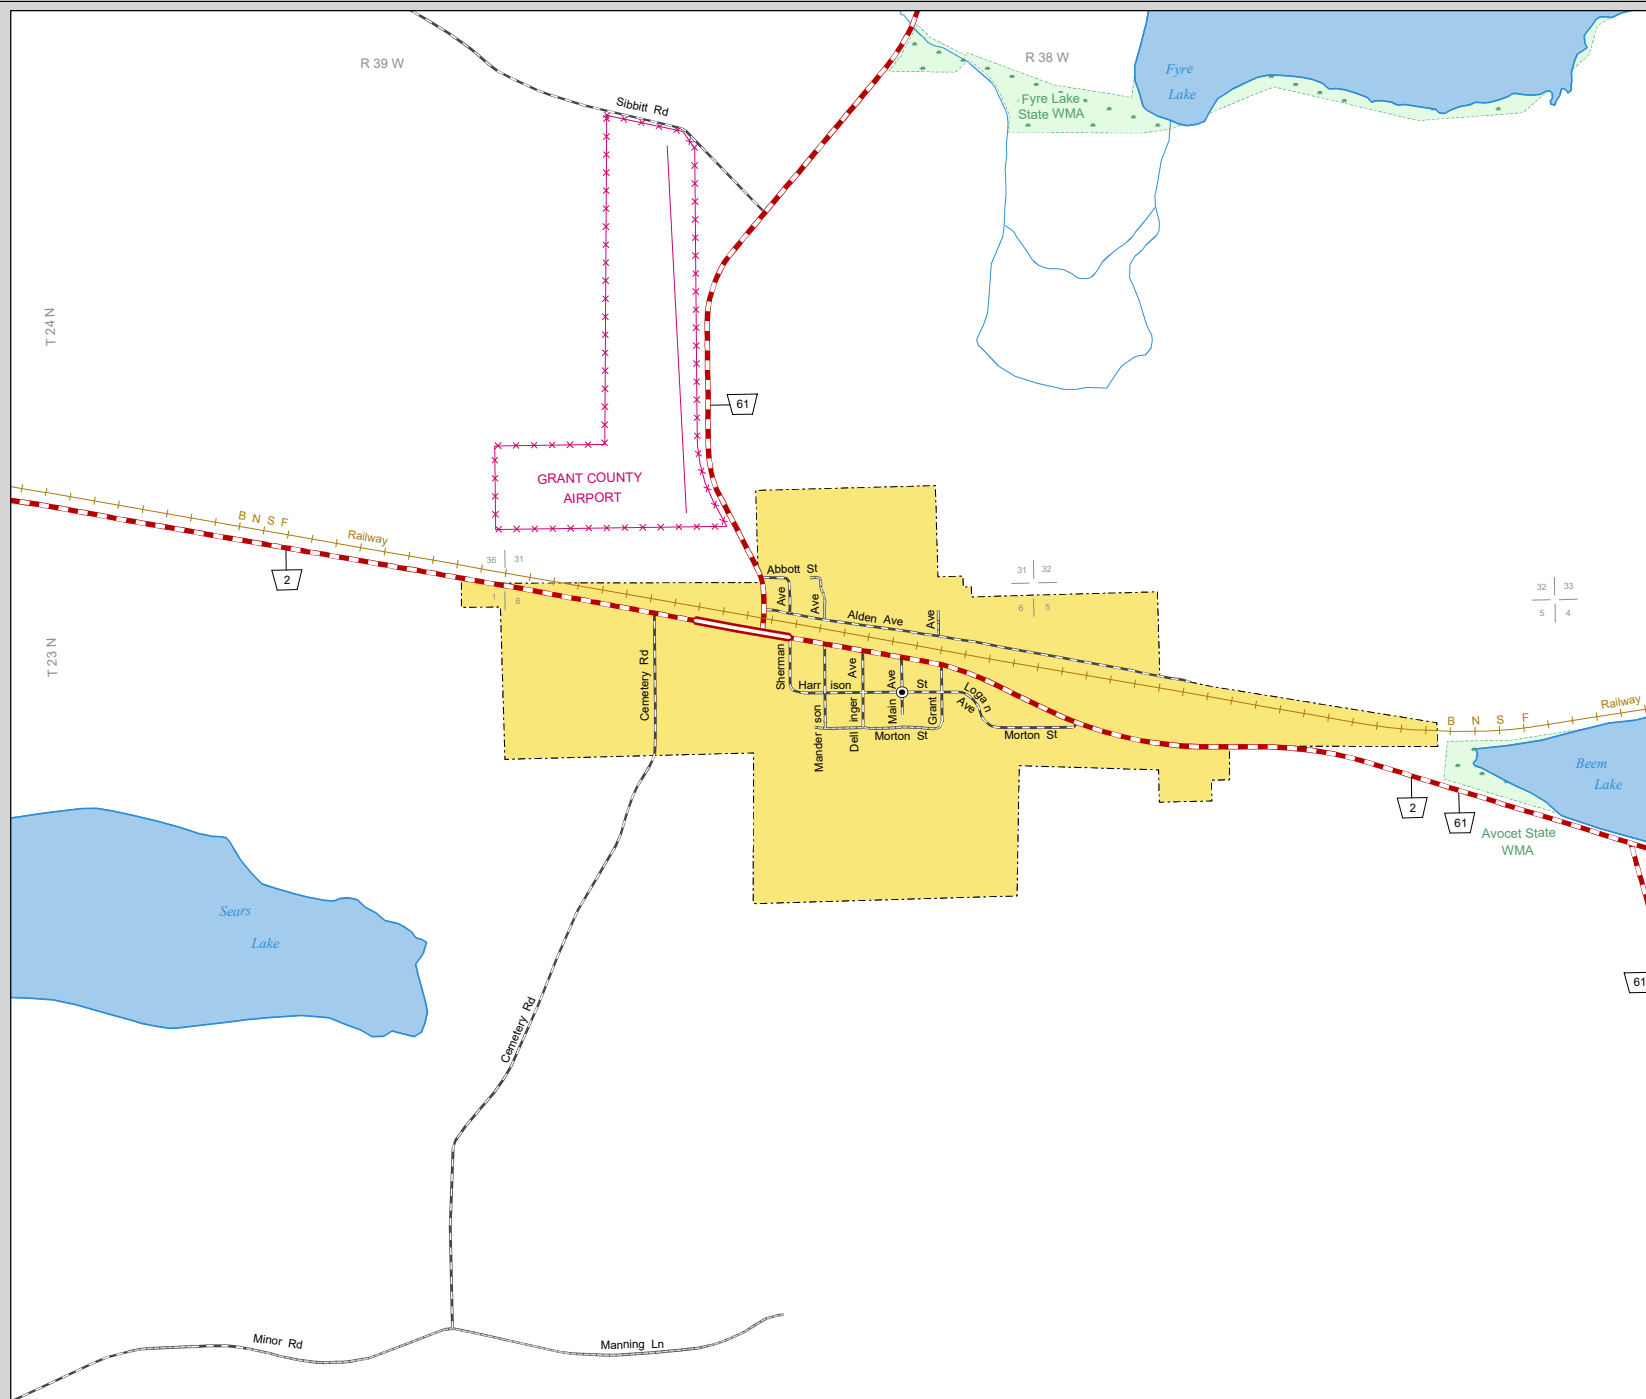 R 39 W
R 38 W
Fyre
Lake
Sibbitt Rd
Fyre Lake
State WMA
T 24 N
61
GRANT COUNTY
AIRPORT
B N S F
Railway
2
36
31
1
6
31
32
6
5
32
33
5
4
Abbott St
Ave
Ave
Alden Ave
Ave
T 23 N
Cemetery Rd
Sherman
Ave
Ave
Harr ison
St
Logan
Ave
Mander son
Dell inger
Main
Grant
Morton St
Morton St
B N S F
Railway
Beem
Lake
2
61
Avocet State
WMA
Sears
Lake
61
Cemetery Rd
Minor Rd
Manning Ln